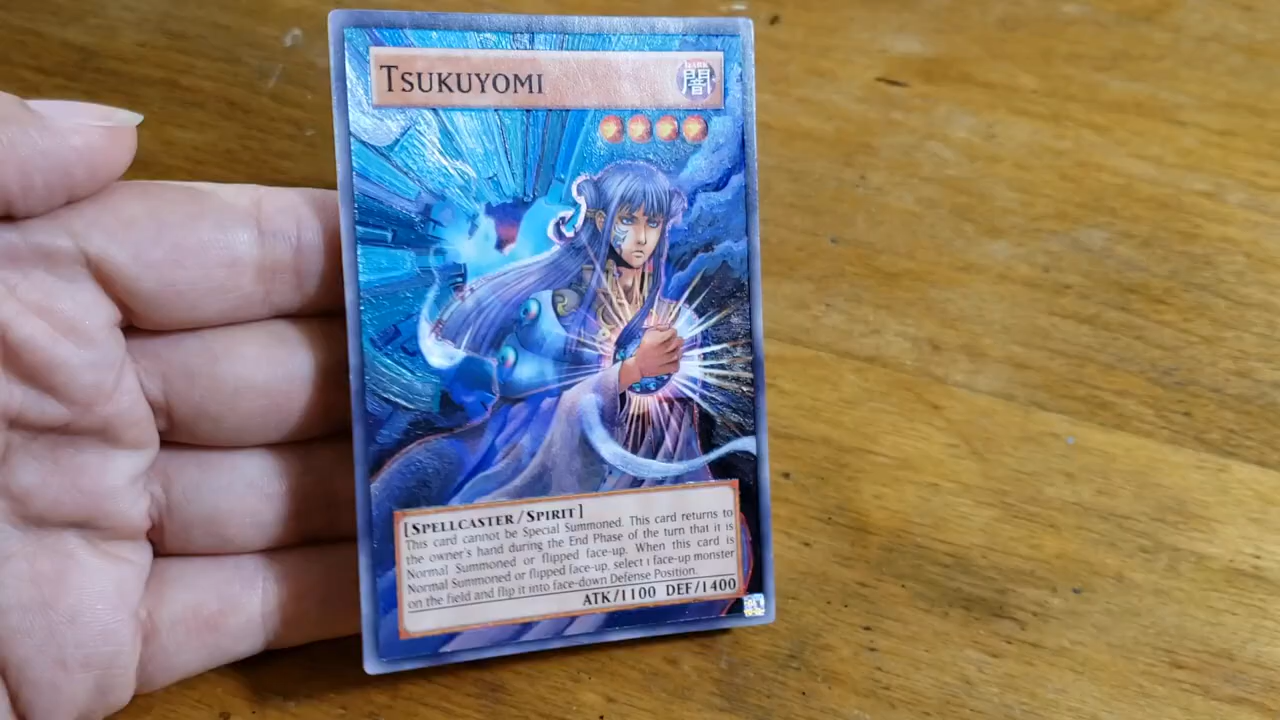 TSUKUYOMI
DARK
闇
[SPELLCASTER/SPIRIT]
This card cannot be Special Summoned. This card returns to
the owner's hand during the End Phase of the turn that it is
Normal Summoned or flipped face-up. When this card is
Normal Summoned or flipped face-up, select 1 face-up monster
on the field and flip it into face-down Defense Position.
ATK/1100 DEF/1400